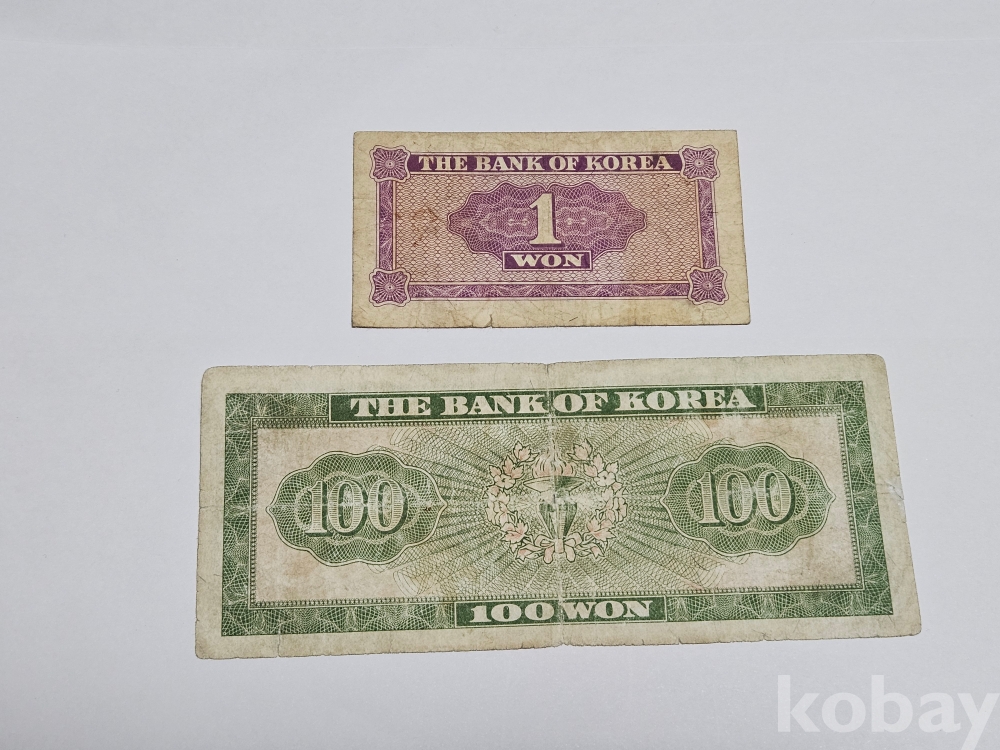 THE BANK OF KOREA
1
WON
THE BANK OF KOREA
100 100
100 WON
kobay